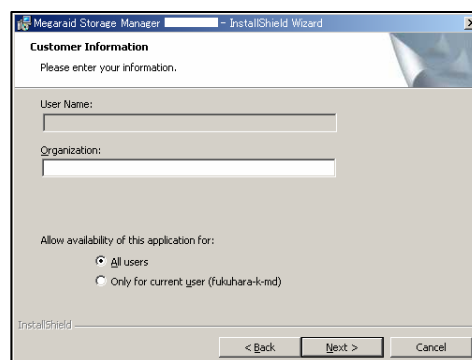 Megaraid Storage Manager - InstallShield Wizard
Customer Information
Please enter your information.
User Name:
Organization:
Allow availability of this application for:
All users
Only for current user (fukuhara-k-md)
InstallShield
< Back Next > Cancel